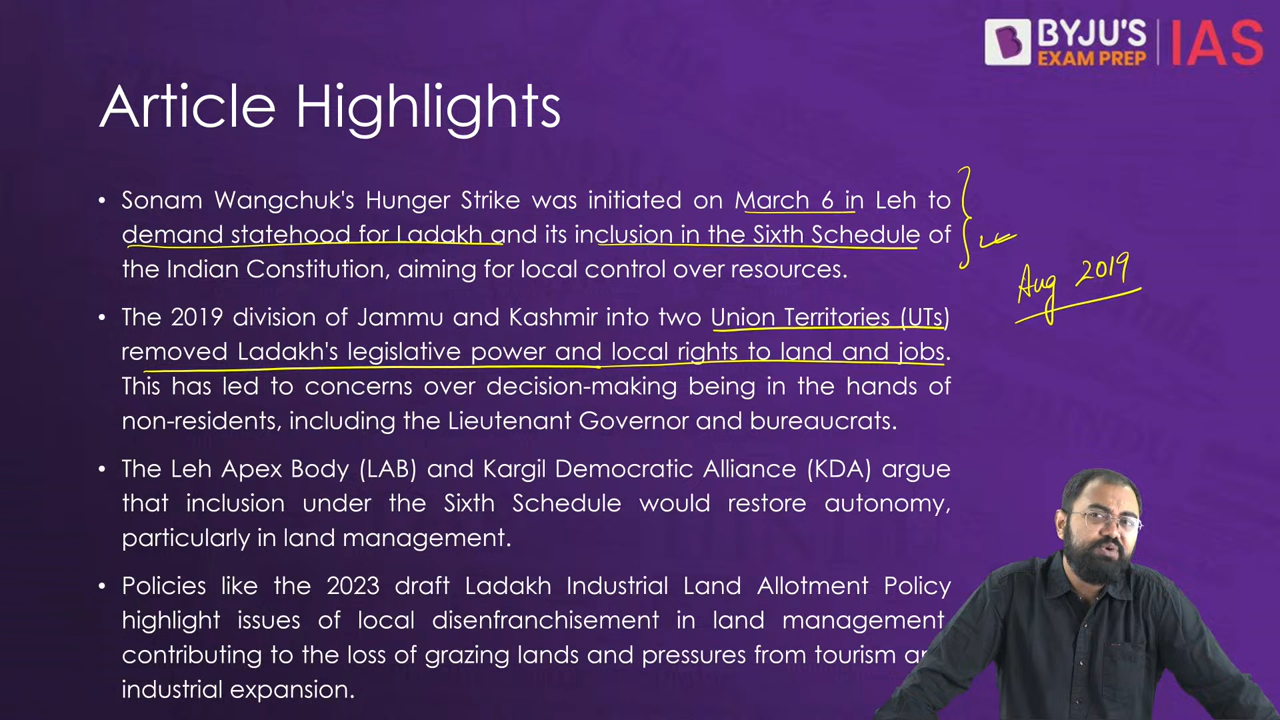 BYJU'S
EXAM PREP
IAS
Article Highlights
• Sonam Wangchuk's Hunger Strike was initiated on March 6 in Leh to
demand statehood for Ladakh and its inclusion in the Sixth Schedule of
the Indian Constitution, aiming for local control over resources.
Aug 2019
• The 2019 division of Jammu and Kashmir into two Union Territories (UTs)
removed Ladakh's legislative power and local rights to land and jobs.
This has led to concerns over decision-making being in the hands of
non-residents, including the Lieutenant Governor and bureaucrats.
• The Leh Apex Body (LAB) and Kargil Democratic Alliance (KDA) argue
that inclusion under the Sixth Schedule would restore autonomy,
particularly in land management.
• Policies like the 2023 draft Ladakh Industrial Land Allotment Policy
highlight issues of local disenfranchisement in land management
contributing to the loss of grazing lands and pressures from tourism
industrial expansion.